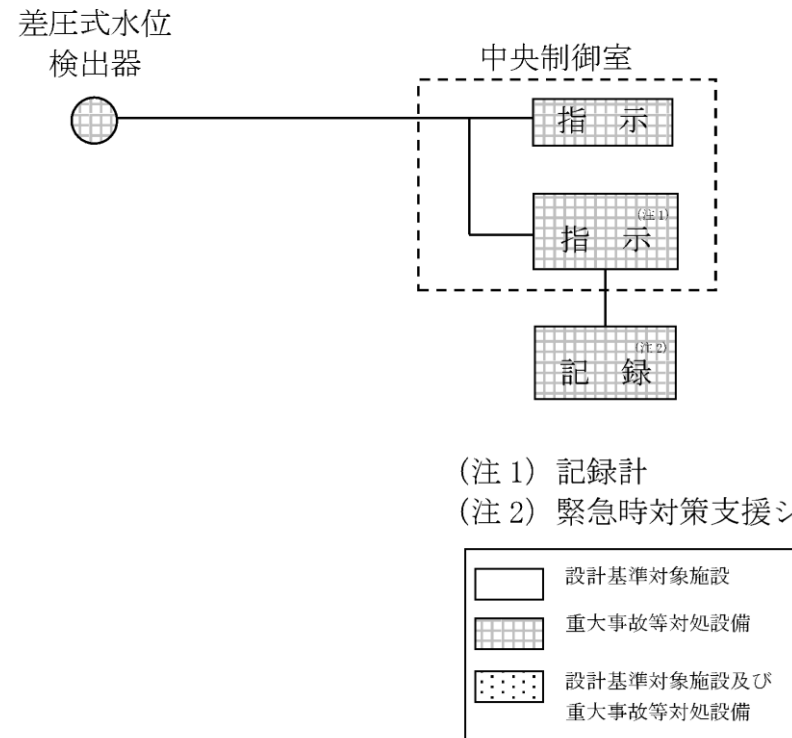 差圧式水位
検出器
中央制御室
指 示
指 示(注1)
記 録(注2)
(注 1) 記録計
(注 2) 緊急時対策支援シ
設計基準対象施設
重大事故等対処設備
設計基準対象施設及び
重大事故等対処設備